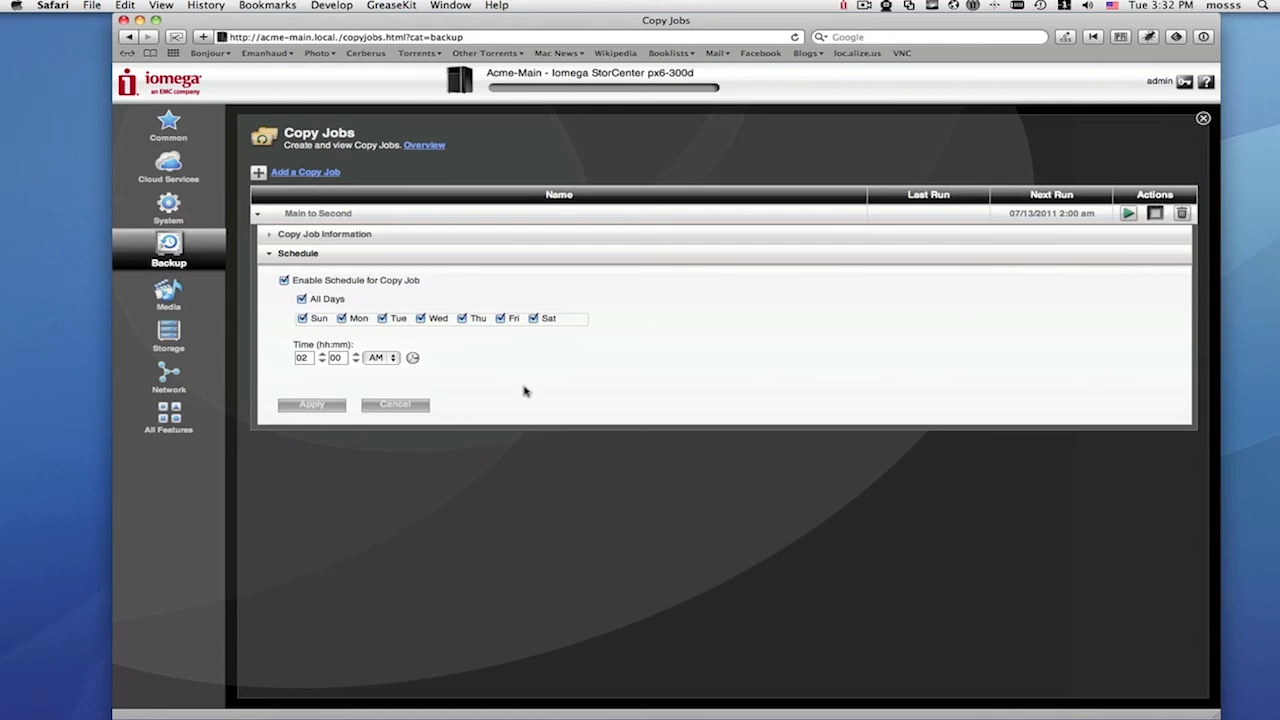 Safari File Edit View History Bookmarks Develop GreaseKit Window Help Tue 3:32 PM mosss
Copy Jobs
http://acme-main.local./copyjobs.html?cat=backup Google
Bonjour Emanhaud Photo Cerberus Torrents Other Torrents Mac News Wikipedia Booklists Mail Facebook Blogs loc.alize.us VNC
iomega
an EMC company
Acme-Main - Iomega StorCenter px6-300d
admin ?
Common
Cloud Services
System
Backup
Media
Storage
Network
All Features
Copy Jobs
Create and view Copy Jobs. Overview
Add a Copy Job
Name Last Run Next Run Actions
Main to Second 07/13/2011 2:00 am
Copy Job Information
Schedule
Enable Schedule for Copy Job
All Days
Sun Mon Tue Wed Thu Fri Sat
Time (hh:mm):
02 00 AM
Apply Cancel